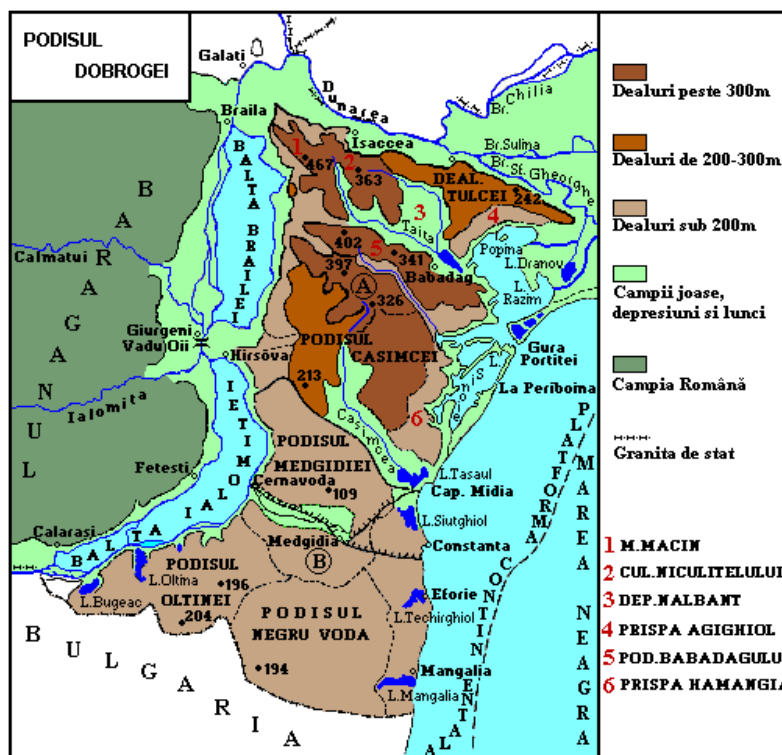 PODISUL
DOBROGEI
Galati
Dunarea
Br. Chilia
Braila
Isaccea
Br.Sulina
Br. St. Gheorghe
1
467
2
363
DEAL.
TULCEI
242
3
4
Taita
BALTA BRAILEI
BARAGANUL
Calmatui
402
5
341
Babadag
L. Popina
L.Dranov
L. Razim
397
A
326
PODISUL
CASIMCEI
Giurgeni
Vadu Oii
Hirsova
Gura
Portitei
L. Sinoe
La Periboina
213
Ialomita
Casimcea
6
PODISUL
MEDGIDIEI
109
Fetesti
Cernavoda
L.Tasaul
Cap. Midia
L.Siutghiol
BALTA IALOMITEI
Calarasi
Medgidia
Constanta
B
L.Oltina
PODISUL
OLTINEI
196
L.Bugeac
204
Eforie
L.Techirghiol
PODISUL
NEGRU VODA
194
Mangalia
L.Mangalia
BULGARIA
PLATFORMA CONTINENTALA
MAREA NEAGRA
Dealuri peste 300m
Dealuri de 200-300m
Dealuri sub 200m
Campii joase,
depresiuni si lunci
Campia Română
Granita de stat
1 M.MACIN
2 CUL.NICULITELULUI
3 DEP.NALBANT
4 PRISPA AGIGHIOL
5 POD.BABADAGULU
6 PRISPA HAMANGIA